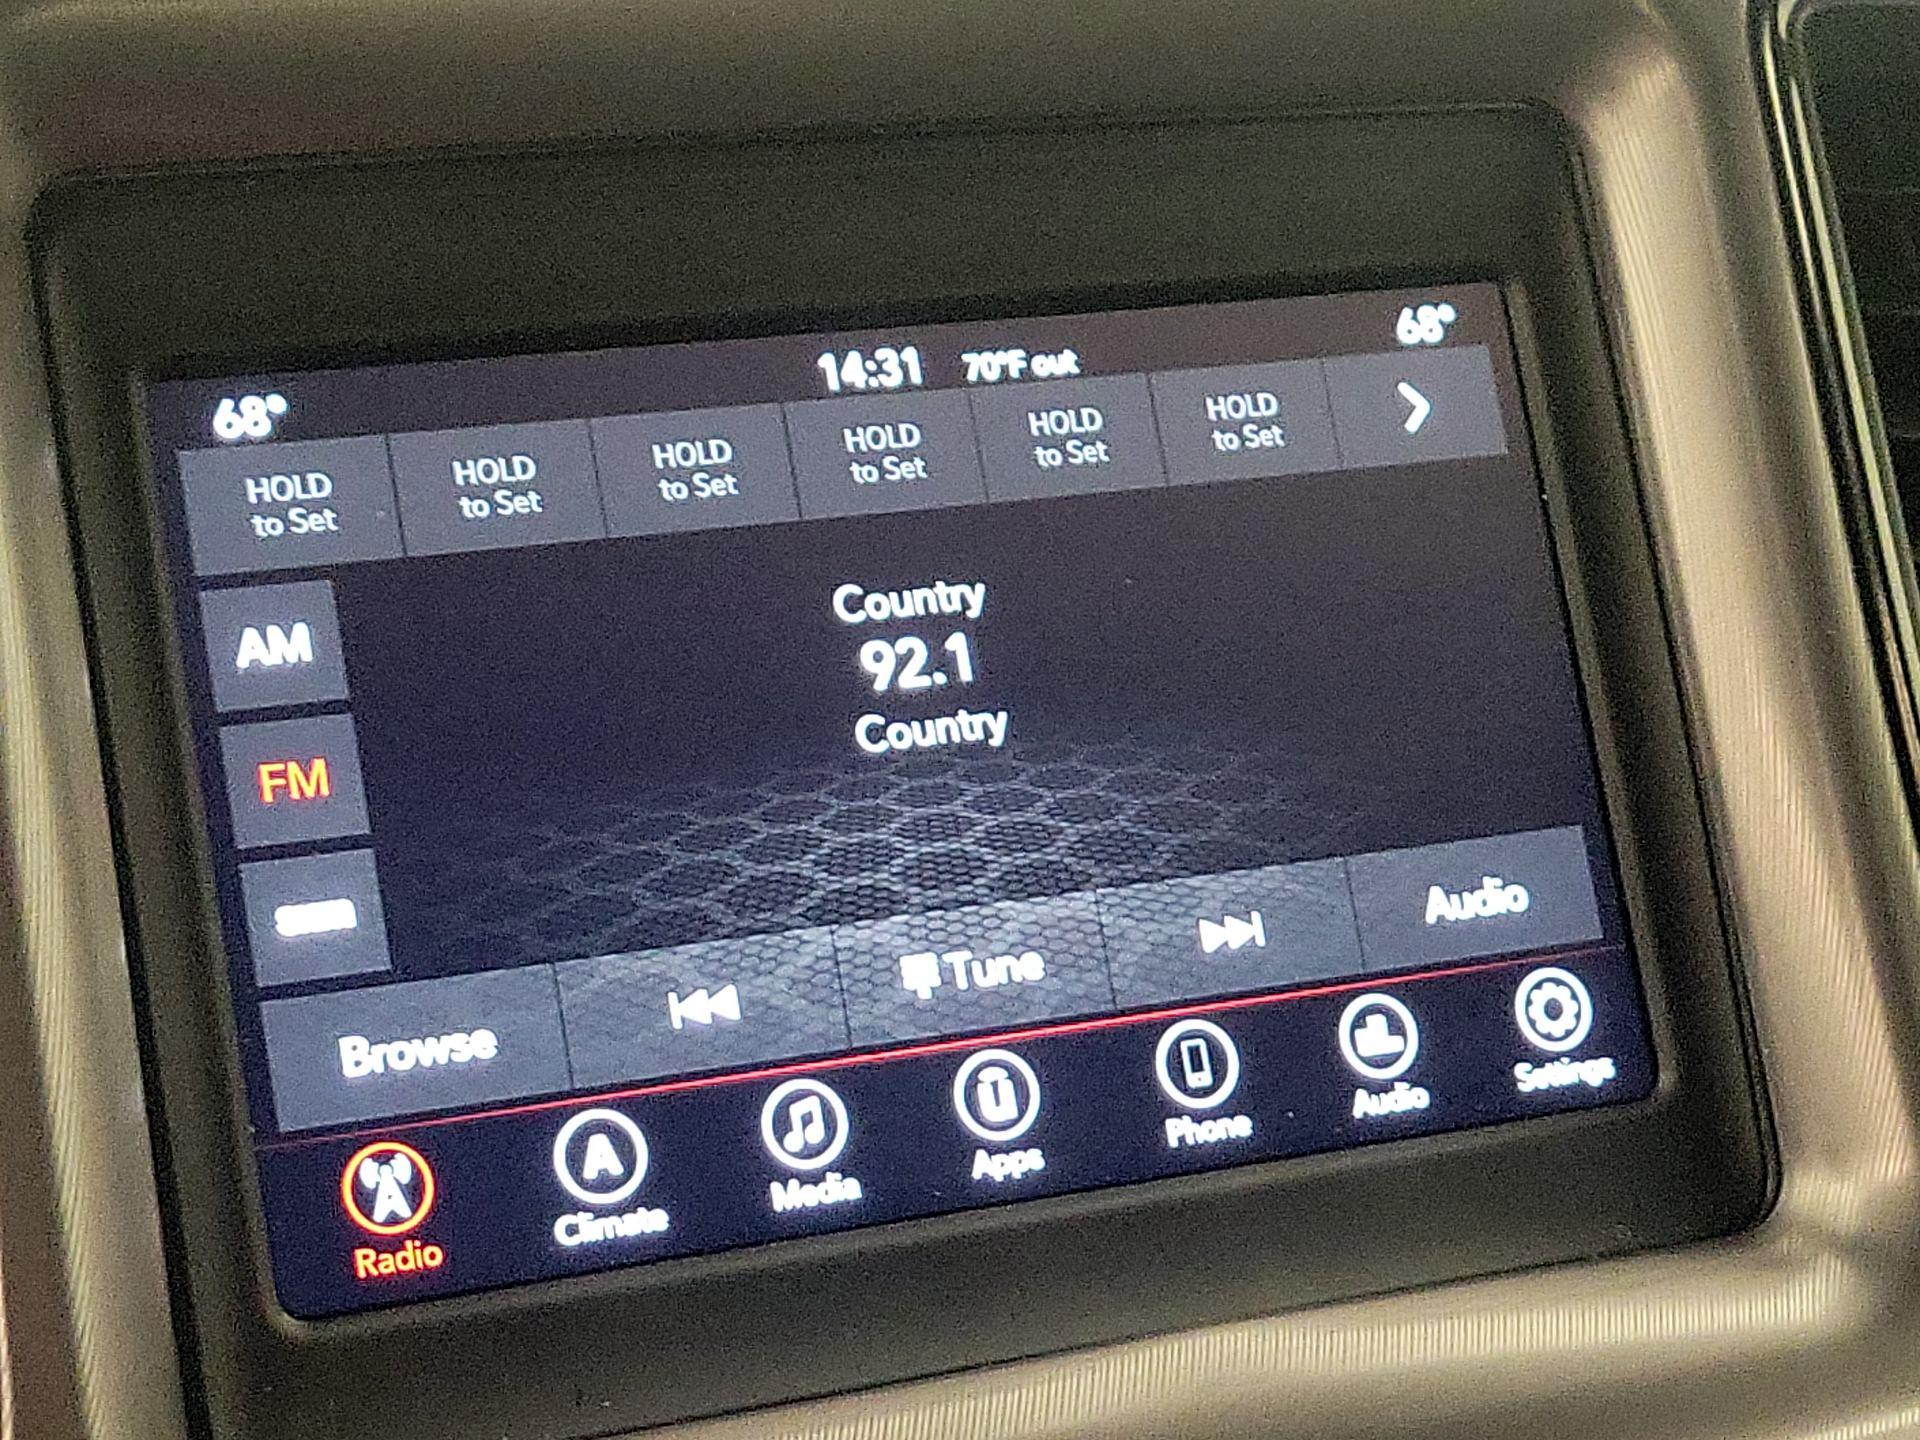 68° 14:31 70°F out 68°
HOLD to Set
HOLD to Set
HOLD to Set
HOLD to Set
HOLD to Set
HOLD to Set
Country
AM
92.1
Country
FM
Browse Tune Audio
Radio Climate Media Apps Phone Audio Settings